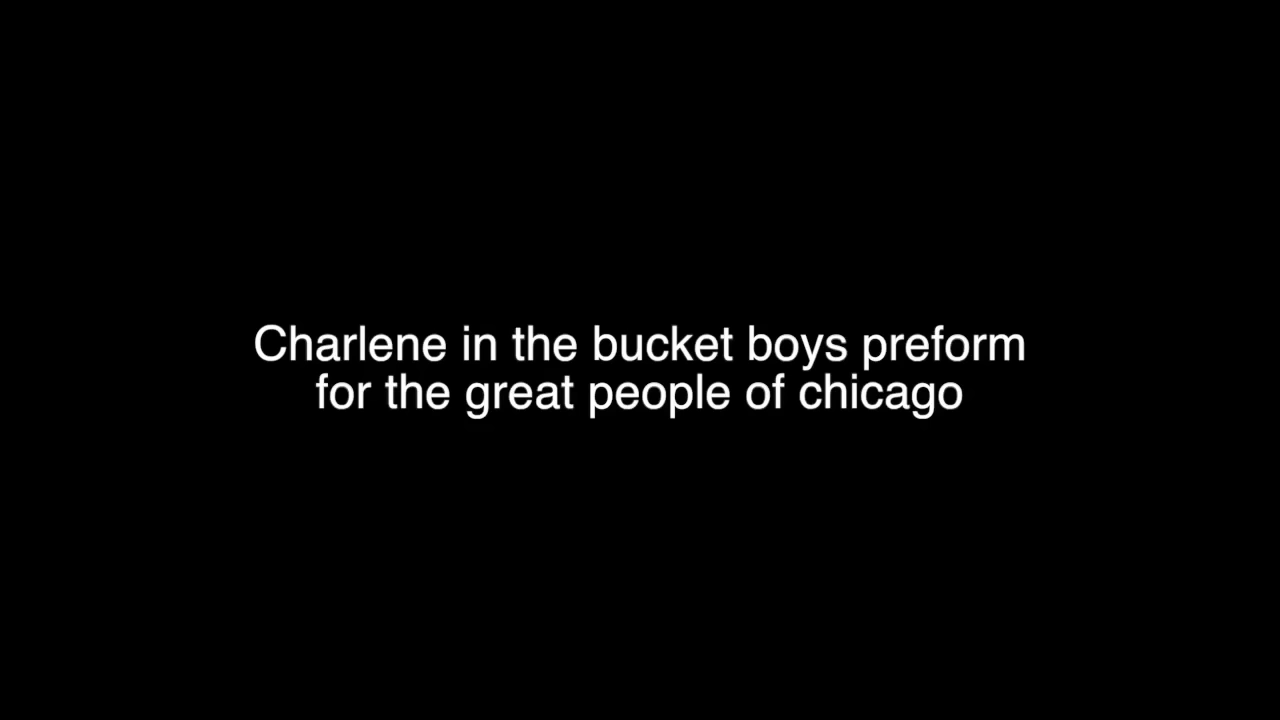 Charlene in the bucket boys preform
for the great people of chicago